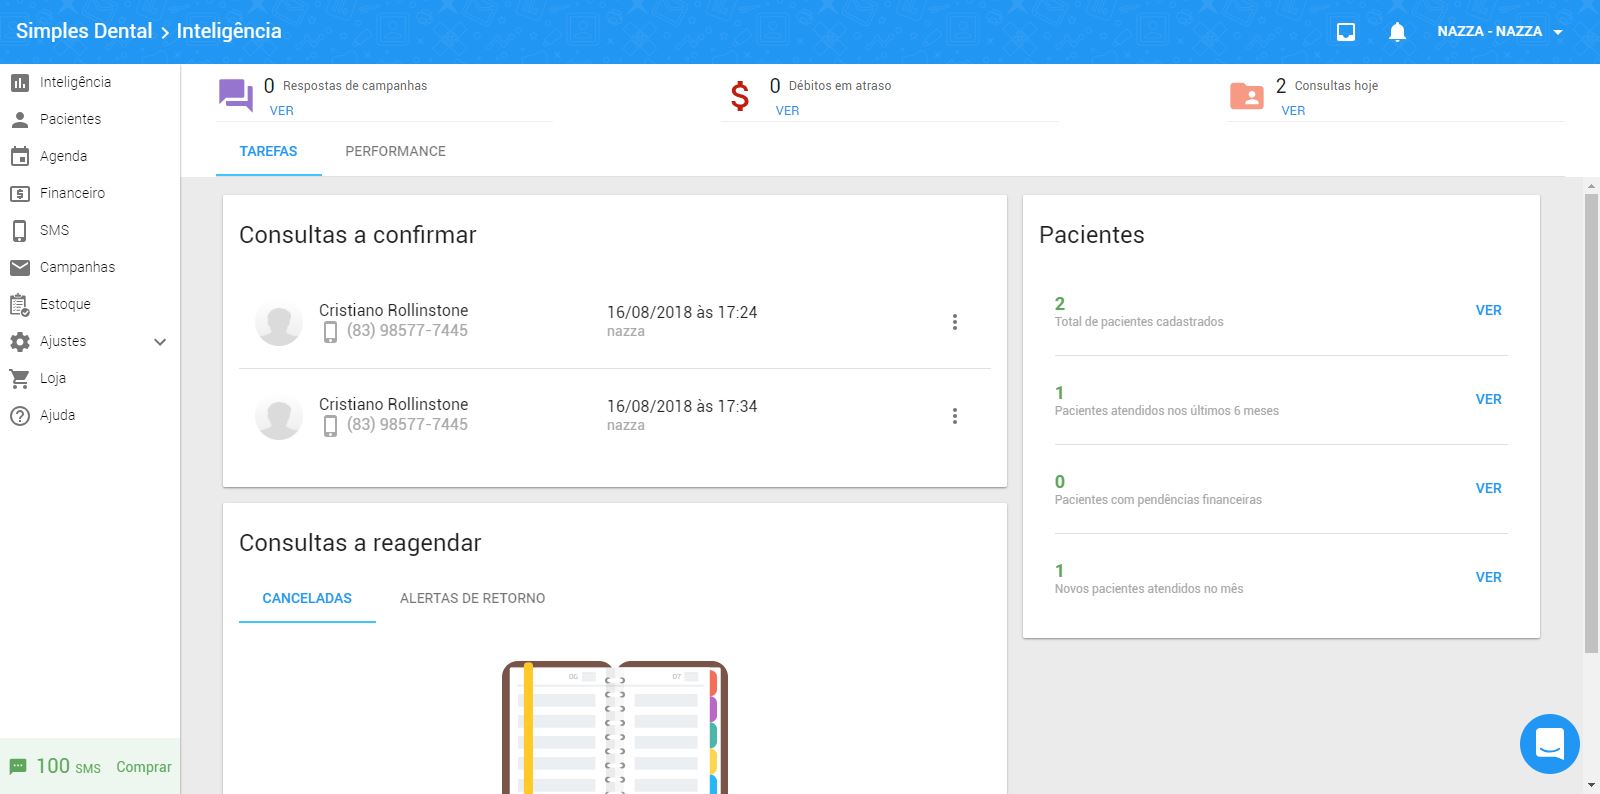 Simples Dental > Inteligência
NAZZA - NAZZA
Inteligência
Pacientes
Agenda
Financeiro
SMS
Campanhas
Estoque
Ajustes
Loja
Ajuda
100 SMS Comprar
0 Respostas de campanhas
VER
0 Débitos em atraso
VER
2 Consultas hoje
VER
TAREFAS PERFORMANCE
Consultas a confirmar
Cristiano Rollinstone
(83) 98577-7445
16/08/2018 às 17:24
nazza
Cristiano Rollinstone
(83) 98577-7445
16/08/2018 às 17:34
nazza
Consultas a reagendar
CANCELADAS ALERTAS DE RETORNO
06 07
Pacientes
2
Total de pacientes cadastrados
VER
1
Pacientes atendidos nos últimos 6 meses
VER
0
Pacientes com pendências financeiras
VER
1
Novos pacientes atendidos no mês
VER